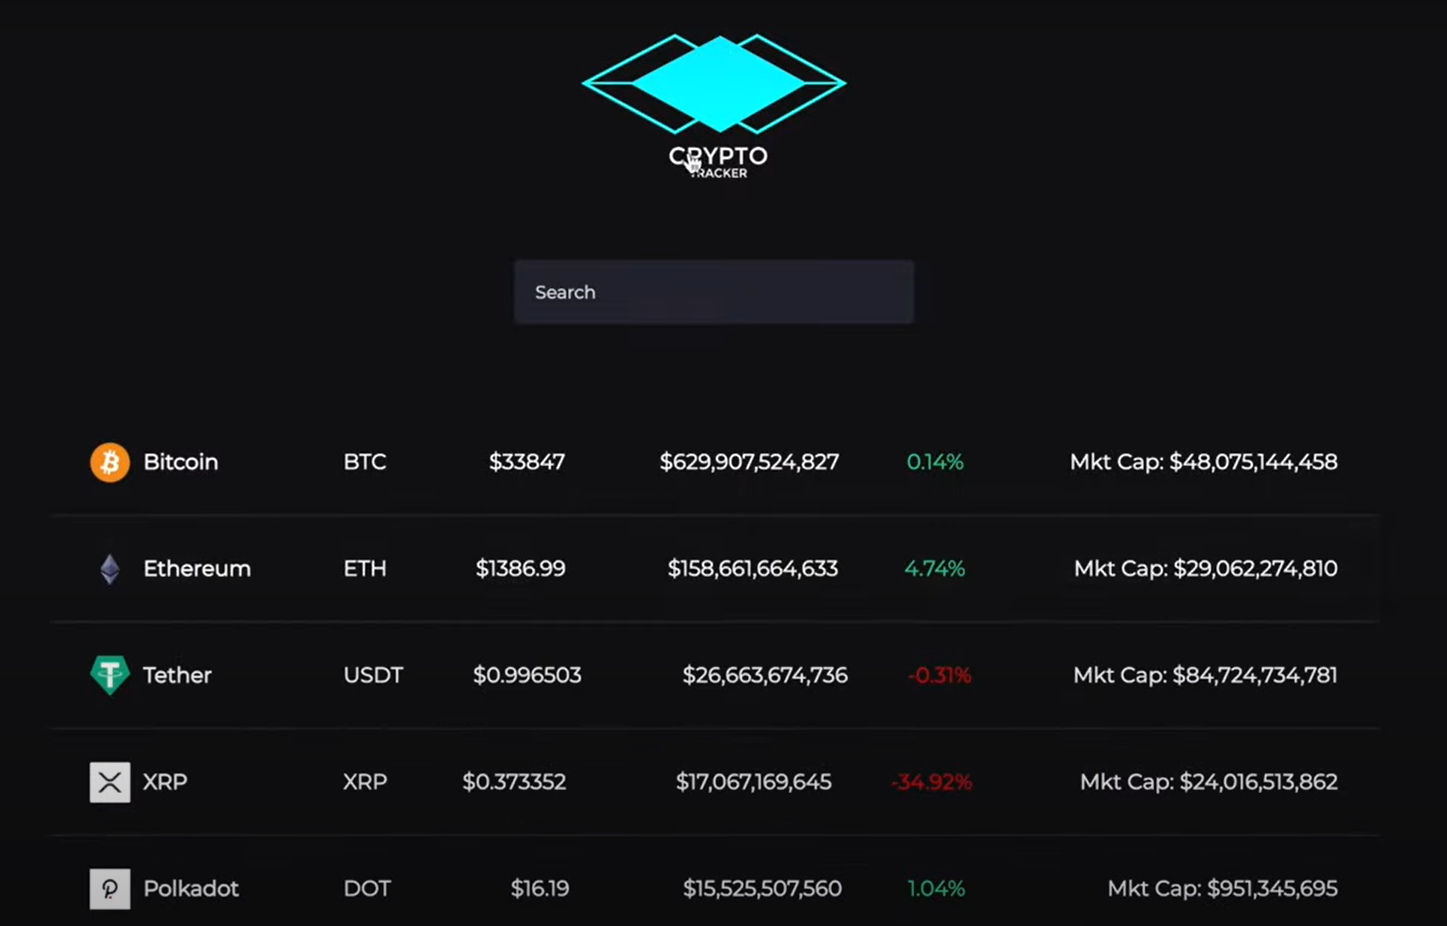 CRYPTO
TRACKER
Search
Bitcoin BTC $33847 $629,907,524,827 0.14% Mkt Cap: $48,075,144,458
Ethereum ETH $1386.99 $158,661,664,633 4.74% Mkt Cap: $29,062,274,810
Tether USDT $0.996503 $26,663,674,736 -0.31% Mkt Cap: $84,724,734,781
XRP XRP $0.373352 $17,067,169,645 -34.92% Mkt Cap: $24,016,513,862
Polkadot DOT $16.19 $15,525,507,560 1.04% Mkt Cap: $951,345,695